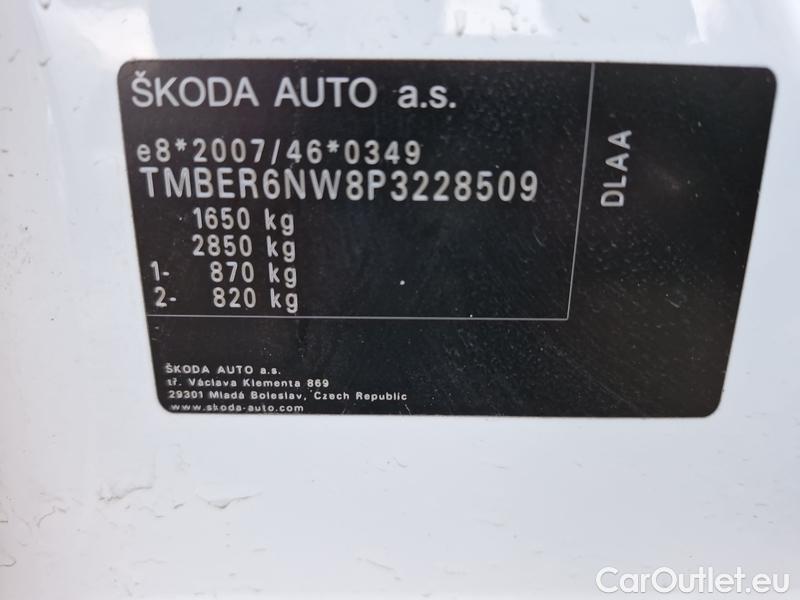 ŠKODA AUTO a.s.
e8*2007/46*0349
TMBER6NW8P3228509
1650 kg
2850 kg
1- 870 kg
2- 820 kg
DLAA
ŠKODA AUTO a.s.
tř. Václava Klementa 869
29301 Mladá Boleslav, Czech Republic
www.skoda-auto.com
CarOutlet.eu